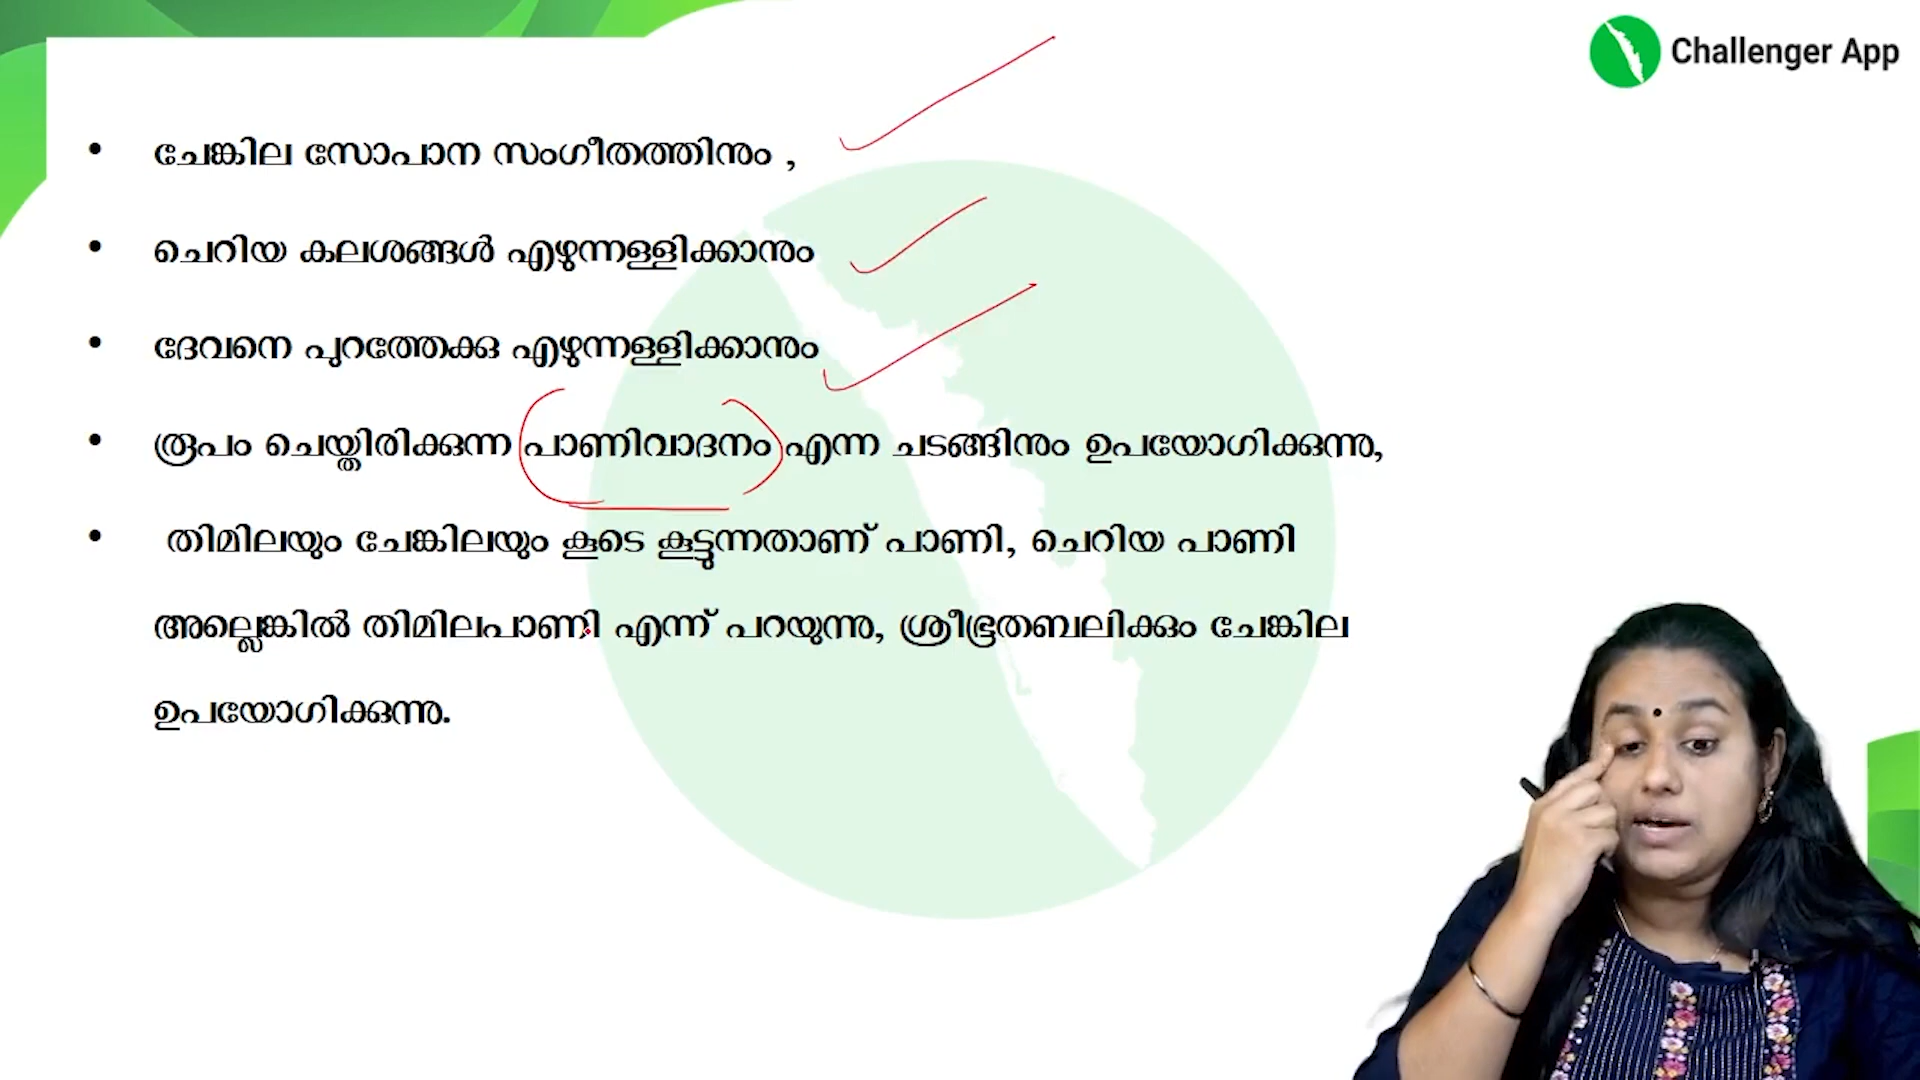 Challenger App
• ചേങ്കില സോപാന സംഗീതത്തിനും ,
• ചെറിയ കലശങ്ങൾ എഴുന്നള്ളിക്കാനും
• ദേവനെ പുറത്തേക്കു എഴുന്നള്ളിക്കാനും
• രൂപം ചെയ്തിരിക്കുന്ന പാണിവാദനം എന്ന ചടങ്ങിനും ഉപയോഗിക്കുന്നു,
• തിമിലയും ചേങ്കിലയും കൂടെ കൂട്ടുന്നതാണ് പാണി, ചെറിയ പാണി
അല്ലെങ്കിൽ തിമിലപാണി എന്ന് പറയുന്നു, ശ്രീഭൂതബലിക്കും ചേങ്കില
ഉപയോഗിക്കുന്നു.